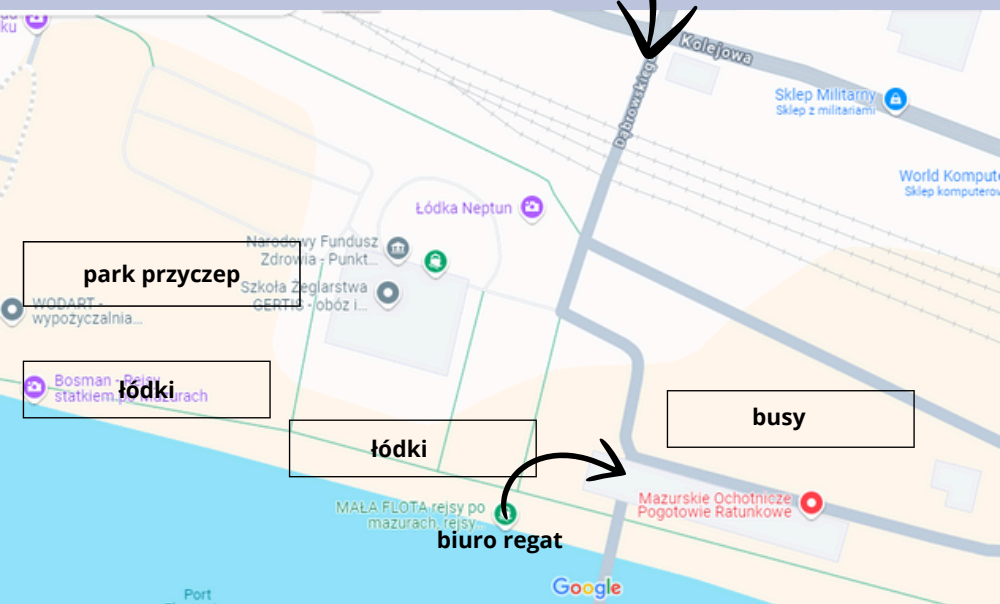 ku
Kolejowa
Dąbrowskiego
Sklep Militarny
Sklep z militariami
World Kompute
Sklep komputerow
Łódka Neptun
Narodowy Fundusz
Zdrowia - Punkt...
park przyczep
Szkoła Żeglarstwa
GERTIS - obóz i...
WODART -
wypożyczalnia...
Bosman - Rejsy
statkiem po Mazurach
łódki
busy
łódki
Mazurskie Ochotnicze
Pogotowie Ratunkowe
MAŁA FLOTA rejsy po
mazurach, rejsy...
biuro regat
Google
Port